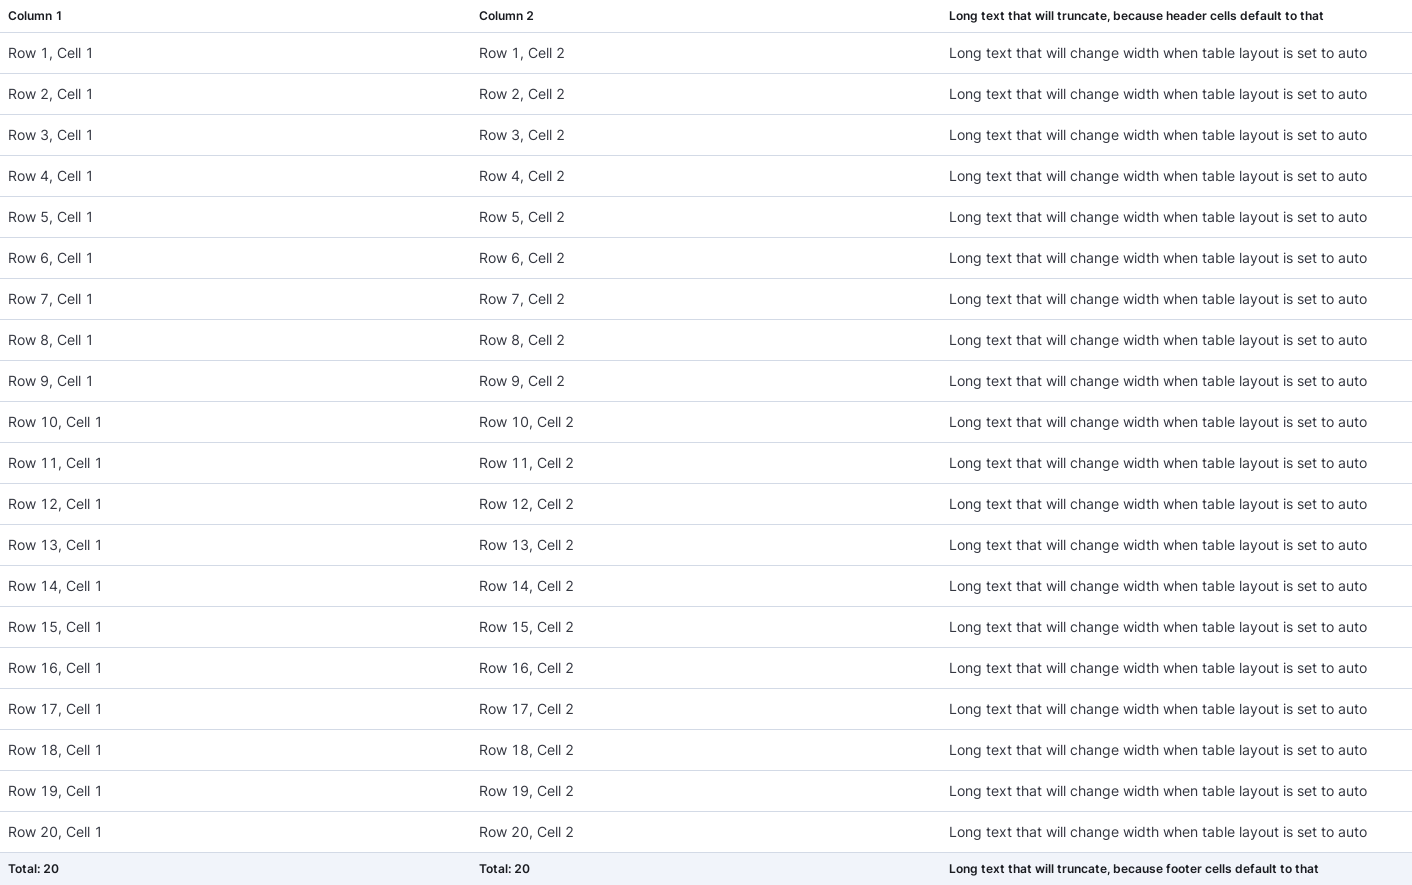 Column 1 Column 2 Long text that will truncate, because header cells default to that
Row 1, Cell 1 Row 1, Cell 2 Long text that will change width when table layout is set to auto
Row 2, Cell 1 Row 2, Cell 2 Long text that will change width when table layout is set to auto
Row 3, Cell 1 Row 3, Cell 2 Long text that will change width when table layout is set to auto
Row 4, Cell 1 Row 4, Cell 2 Long text that will change width when table layout is set to auto
Row 5, Cell 1 Row 5, Cell 2 Long text that will change width when table layout is set to auto
Row 6, Cell 1 Row 6, Cell 2 Long text that will change width when table layout is set to auto
Row 7, Cell 1 Row 7, Cell 2 Long text that will change width when table layout is set to auto
Row 8, Cell 1 Row 8, Cell 2 Long text that will change width when table layout is set to auto
Row 9, Cell 1 Row 9, Cell 2 Long text that will change width when table layout is set to auto
Row 10, Cell 1 Row 10, Cell 2 Long text that will change width when table layout is set to auto
Row 11, Cell 1 Row 11, Cell 2 Long text that will change width when table layout is set to auto
Row 12, Cell 1 Row 12, Cell 2 Long text that will change width when table layout is set to auto
Row 13, Cell 1 Row 13, Cell 2 Long text that will change width when table layout is set to auto
Row 14, Cell 1 Row 14, Cell 2 Long text that will change width when table layout is set to auto
Row 15, Cell 1 Row 15, Cell 2 Long text that will change width when table layout is set to auto
Row 16, Cell 1 Row 16, Cell 2 Long text that will change width when table layout is set to auto
Row 17, Cell 1 Row 17, Cell 2 Long text that will change width when table layout is set to auto
Row 18, Cell 1 Row 18, Cell 2 Long text that will change width when table layout is set to auto
Row 19, Cell 1 Row 19, Cell 2 Long text that will change width when table layout is set to auto
Row 20, Cell 1 Row 20, Cell 2 Long text that will change width when table layout is set to auto
Total: 20 Total: 20 Long text that will truncate, because footer cells default to that